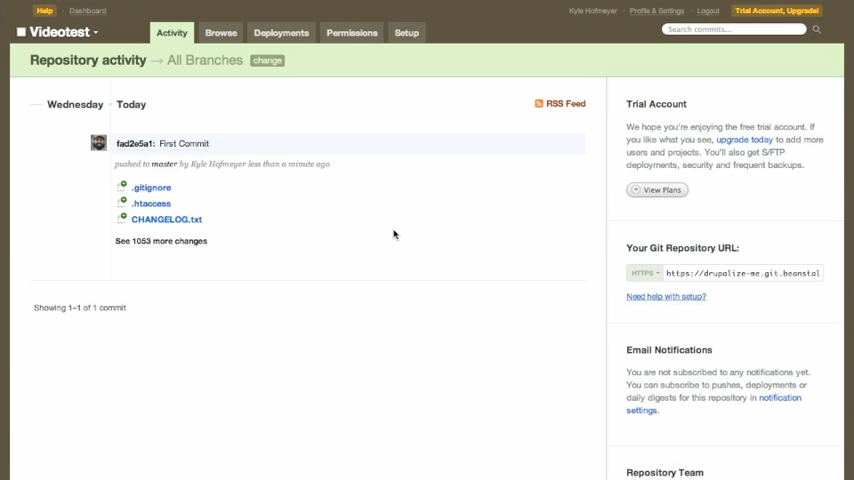 Help Dashboard
Kyle Hofmeyer Profile & Settings Logout Trial Account, Upgrade!
Videotest
Activity Browse Deployments Permissions Setup
Search commits...
Repository activity → All Branches change
Wednesday Today
RSS Feed
fad2e5a1: First Commit
pushed to master by Kyle Hofmeyer less than a minute ago
.gitignore
.htaccess
CHANGELOG.txt
See 1053 more changes
Showing 1–1 of 1 commit
Trial Account
We hope you're enjoying the free trial account. If
you like what you see, upgrade today to add more
users and projects. You'll also get S/FTP
deployments, security and frequent backups.
View Plans
Your Git Repository URL:
HTTPS https://drupalize-me.git.beanstal
Need help with setup?
Email Notifications
You are not subscribed to any notifications yet.
You can subscribe to pushes, deployments or
daily digests for this repository in notification
settings.
Repository Team